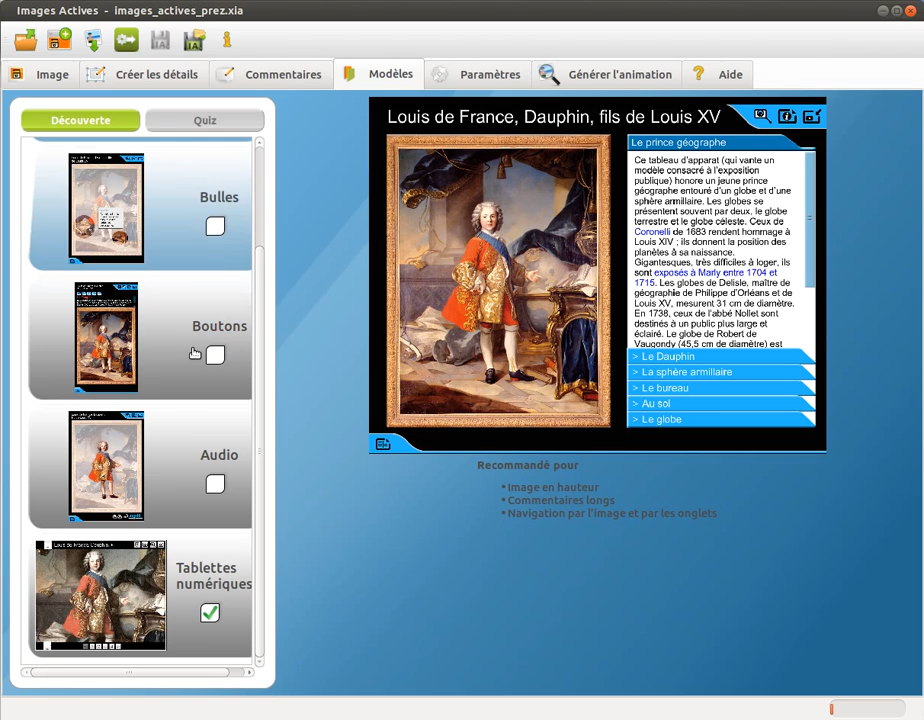 Images Actives - images_actives_prez.xia
Image
Créer les détails
Commentaires
Modèles
Paramètres
Générer l'animation
Aide
Découverte
Quiz
Bulles
Boutons
Audio
Tablettes
numériques
Louis de France, Dauphin, fils de Louis XV
Le prince géographe
Ce tableau d'apparat (qui vante un
modèle consacré à l'exposition
publique) honore un jeune prince
géographe entouré d'un globe et d'une
sphère armillaire. Les globes se
présentent souvent par deux, le globe
terrestre et le globe céleste. Ceux de
Coronelli de 1683 rendent hommage à
Louis XIV ; ils donnent la position des
planètes à sa naissance.
Gigantesques, très difficiles à loger, ils
sont exposés à Marly entre 1704 et
1715. Les globes de Delisle, maître de
géographie de Philippe d'Orléans et de
Louis XV, mesurent 31 cm de diamètre.
En 1738, ceux de l'abbé Nollet sont
destinés à un public plus large et
éclairé. Le globe de Robert de
Vaugondy (45,5 cm de diamètre) est
> Le Dauphin
> La sphère armillaire
> Le bureau
> Au sol
> Le globe
Recommandé pour
• Image en hauteur
• Commentaires longs
• Navigation par l'image et par les onglets